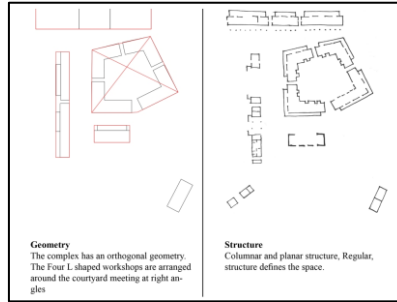 Geometry
The complex has an orthogonal geometry.
The Four L shaped workshops are arranged
around the courtyard meeting at right an-
gles
Structure
Columnar and planar structure, Regular,
structure defines the space.